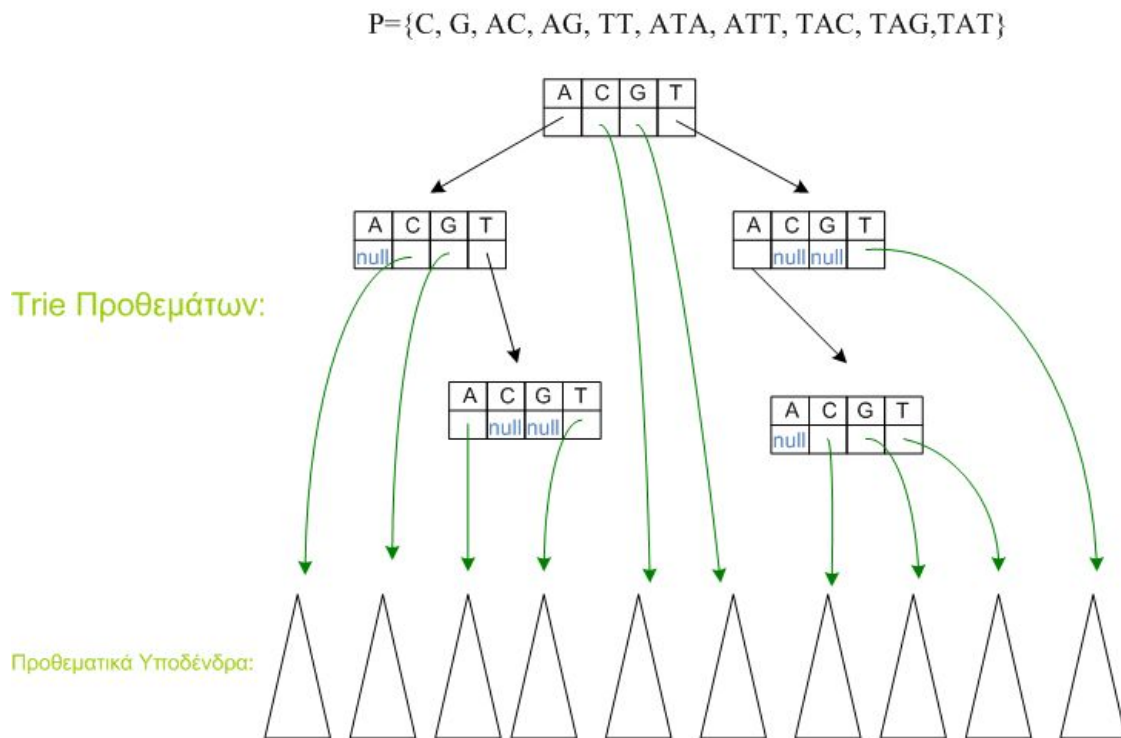 P={C, G, AC, AG, TT, ATA, ATT, TAC, TAG,TAT}
A C G T
A C G T
null
A C G T
null null
Trie Προθεμάτων:
A C G T
null null
A C G T
null
Προθεματικά Υποδένδρα: